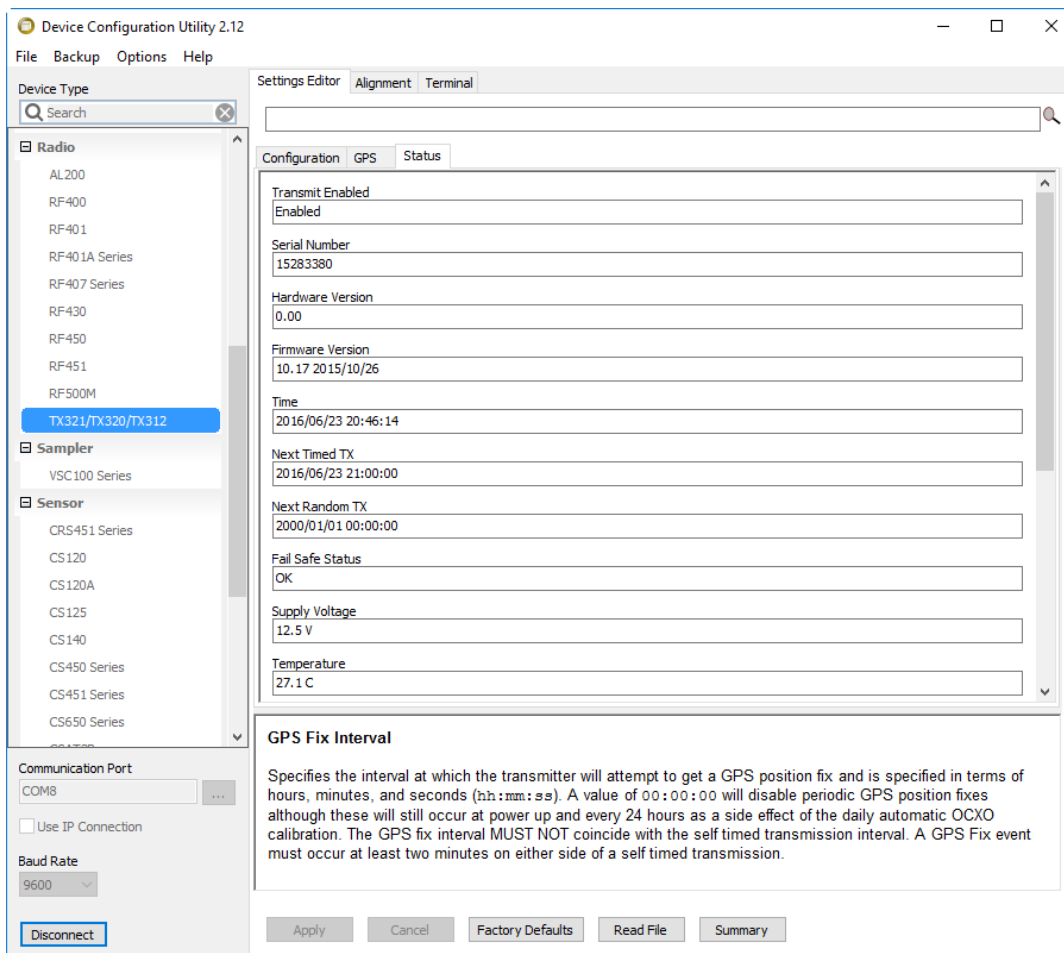 Device Configuration Utility 2.12
File Backup Options Help
Device Type
Search
Radio
AL200
RF400
RF401
RF401A Series
RF407 Series
RF430
RF450
RF451
RF500M
TX321/TX320/TX312
Sampler
VSC100 Series
Sensor
CRS451 Series
CS120
CS120A
CS125
CS140
CS450 Series
CS451 Series
CS650 Series
Communication Port
COM8
...
Use IP Connection
Baud Rate
9600
Disconnect
Settings Editor Alignment Terminal
Configuration GPS Status
Transmit Enabled
Enabled
Serial Number
15283380
Hardware Version
0.00
Firmware Version
10.17 2015/10/26
Time
2016/06/23 20:46:14
Next Timed TX
2016/06/23 21:00:00
Next Random TX
2000/01/01 00:00:00
Fail Safe Status
OK
Supply Voltage
12.5 V
Temperature
27.1 C
GPS Fix Interval
Specifies the interval at which the transmitter will attempt to get a GPS position fix and is specified in terms of
hours, minutes, and seconds (hh:mm:ss). A value of 00:00:00 will disable periodic GPS position fixes
although these will still occur at power up and every 24 hours as a side effect of the daily automatic OCXO
calibration. The GPS fix interval MUST NOT coincide with the self timed transmission interval. A GPS Fix event
must occur at least two minutes on either side of a self timed transmission.
Apply Cancel Factory Defaults Read File Summary